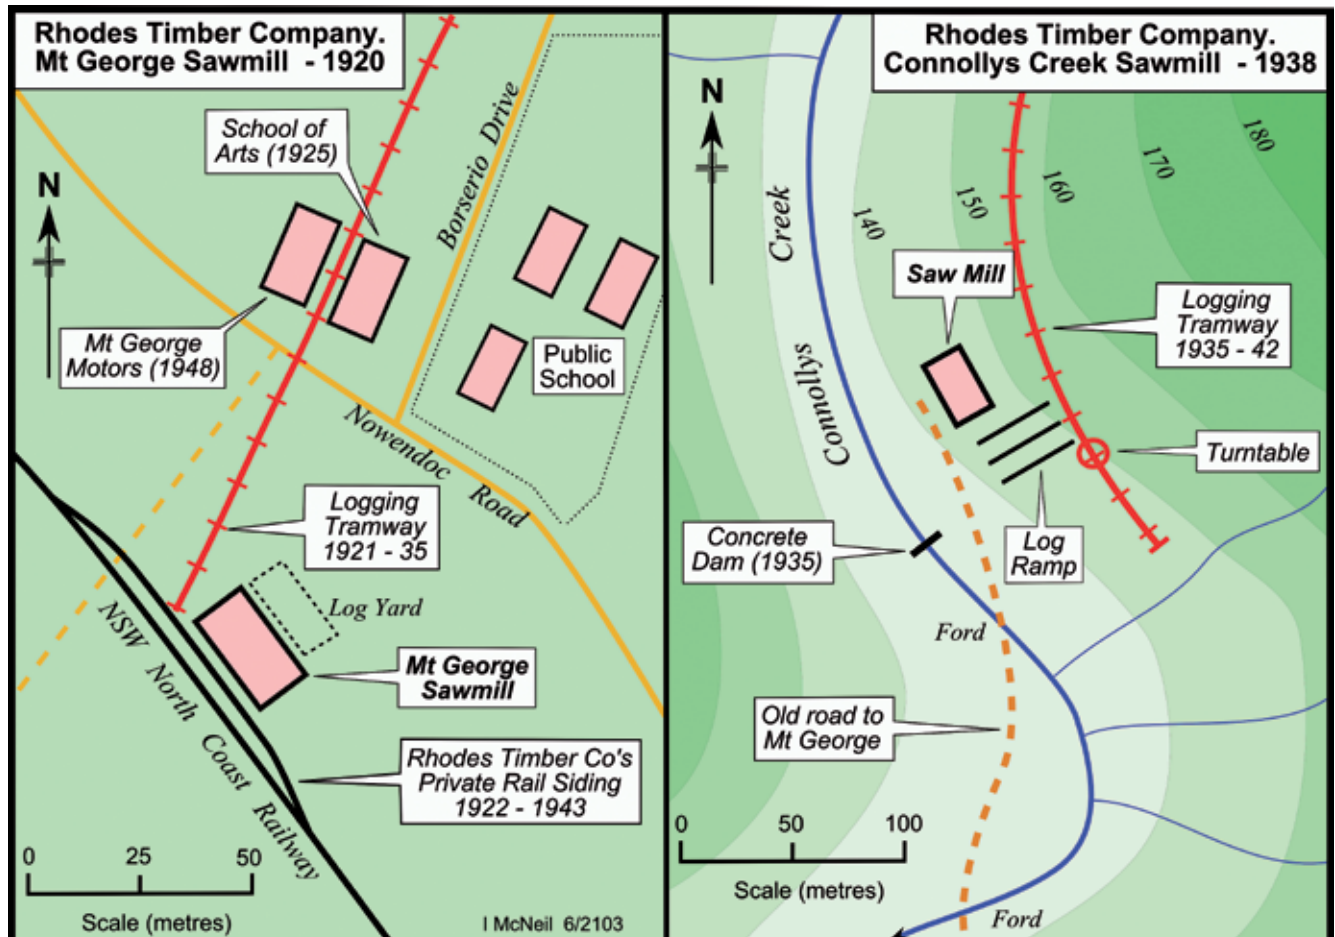 Rhodes Timber Company.
Mt George Sawmill - 1920
School of
Arts (1925)
Borserio Drive
N
Mt George
Motors (1948)
Public
School
Nowendoc Road
Logging
Tramway
1921 - 35
Log Yard
Mt George
Sawmill
NSW North Coast Railway
Rhodes Timber Co's
Private Rail Siding
1922 - 1943
0 25 50
Scale (metres)
I McNeil 6/2103
Rhodes Timber Company.
Connollys Creek Sawmill - 1938
N
180
170
160
150
140
Connollys Creek
Saw Mill
Logging
Tramway
1935 - 42
Turntable
Log
Ramp
Concrete
Dam (1935)
Ford
Old road to
Mt George
0 50 100
Scale (metres)
Ford